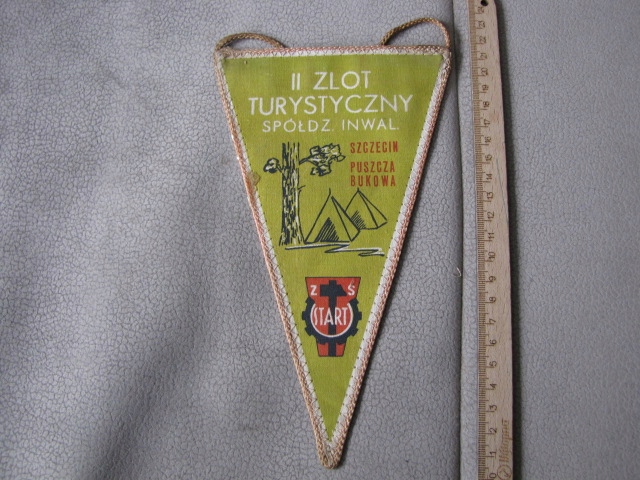 II ZLOT
TURYSTYCZNY
SPÓŁDZ. INWAL.
SZCZECIN
PUSZCZA
BUKOWA
Z Ś
START